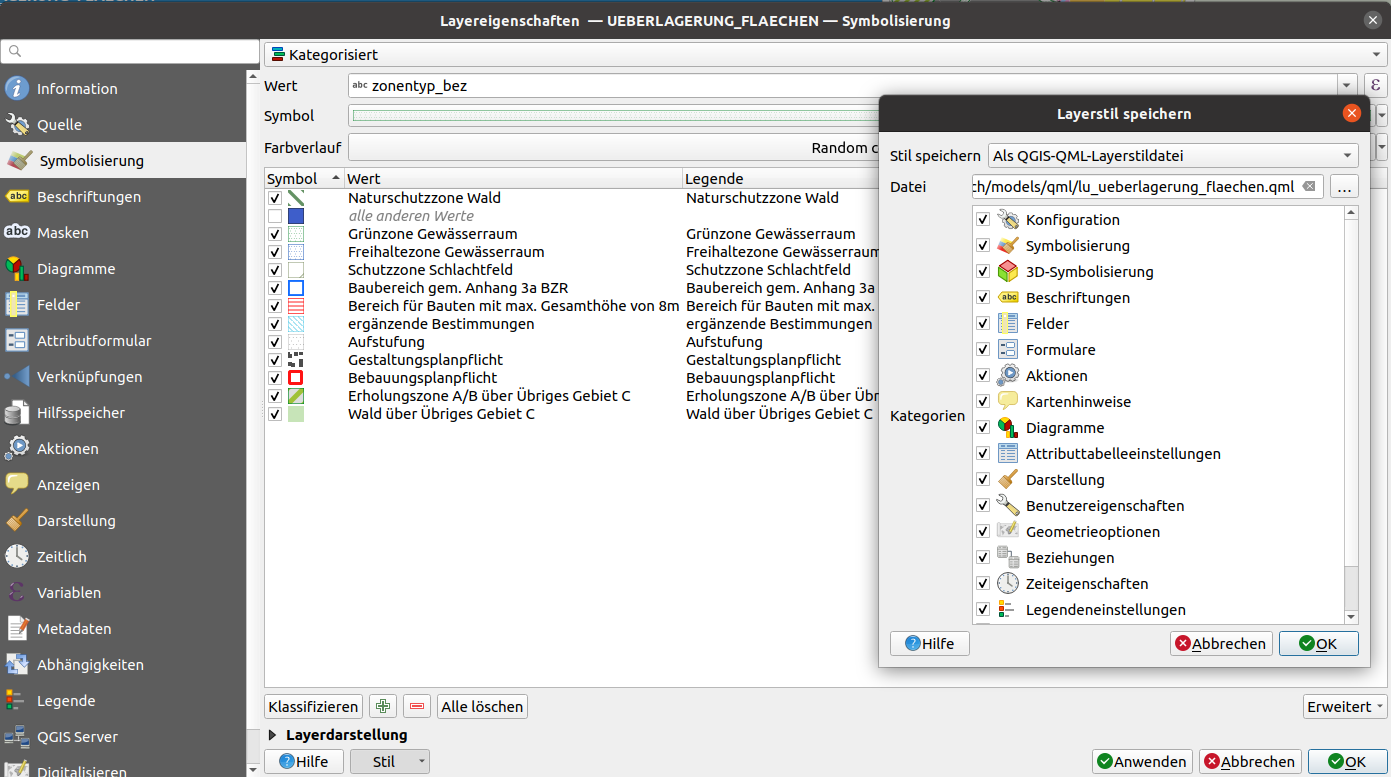 Layereigenschaften — UEBERLAGERUNG_FLAECHEN — Symbolisierung
Information
Quelle
Symbolisierung
abc Beschriftungen
abc Masken
Diagramme
Felder
Attributformular
Verknüpfungen
Hilfsspeicher
Aktionen
Anzeigen
Darstellung
Zeitlich
Variablen
Metadaten
Abhängigkeiten
Legende
QGIS Server
Digitalisieren
Kategorisiert
Wert abc zonentyp_bez ε
Symbol
Farbverlauf Random c
Symbol Wert Legende
Naturschutzzone Wald Naturschutzzone Wald
alle anderen Werte
Grünzone Gewässerraum Grünzone Gewässerraum
Freihaltezone Gewässerraum Freihaltezone Gewässerraum
Schutzzone Schlachtfeld Schutzzone Schlachtfeld
Baubereich gem. Anhang 3a BZR Baubereich gem. Anhang 3a
Bereich für Bauten mit max. Gesamthöhe von 8m Bereich für Bauten mit max.
ergänzende Bestimmungen ergänzende Bestimmungen
Aufstufung Aufstufung
Gestaltungsplanpflicht Gestaltungsplanpflicht
Bebauungsplanpflicht Bebauungsplanpflicht
Erholungszone A/B über Übriges Gebiet C Erholungszone A/B über Übr
Wald über Übriges Gebiet C Wald über Übriges Gebiet C
Klassifizieren Alle löschen Erweitert
Layerdarstellung
Hilfe Stil Anwenden Abbrechen OK
Layerstil speichern
Stil speichern Als QGIS-QML-Layerstildatei
Datei ch/models/qml/lu_ueberlagerung_flaechen.qml ...
Kategorien
Konfiguration
Symbolisierung
3D-Symbolisierung
abc Beschriftungen
Felder
Formulare
Aktionen
Kartenhinweise
Diagramme
Attributtabelleeinstellungen
Darstellung
Benutzereigenschaften
Geometrieoptionen
Beziehungen
Zeiteigenschaften
Legendeneinstellungen
Hilfe Abbrechen OK